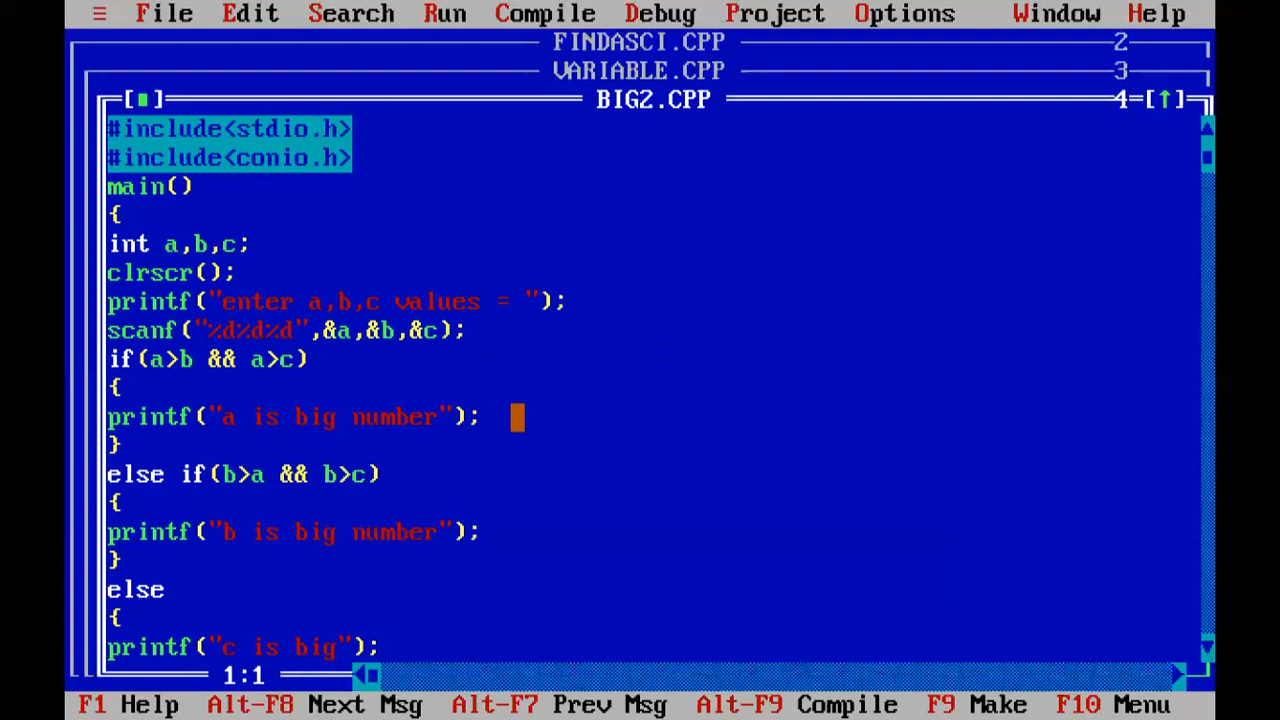 ≡ File Edit Search Run Compile Debug Project Options Window Help
FINDASCI.CPP 2
VARIABLE.CPP 3
[■] BIG2.CPP 4=[↑]
#include<stdio.h>
#include<conio.h>
main()
{
int a,b,c;
clrscr();
printf("enter a,b,c values = ");
scanf("%d%d%d",&a,&b,&c);
if(a>b && a>c)
{
printf("a is big number");
}
else if(b>a && b>c)
{
printf("b is big number");
}
else
{
printf("c is big");
1:1
F1 Help Alt-F8 Next Msg Alt-F7 Prev Msg Alt-F9 Compile F9 Make F10 Menu